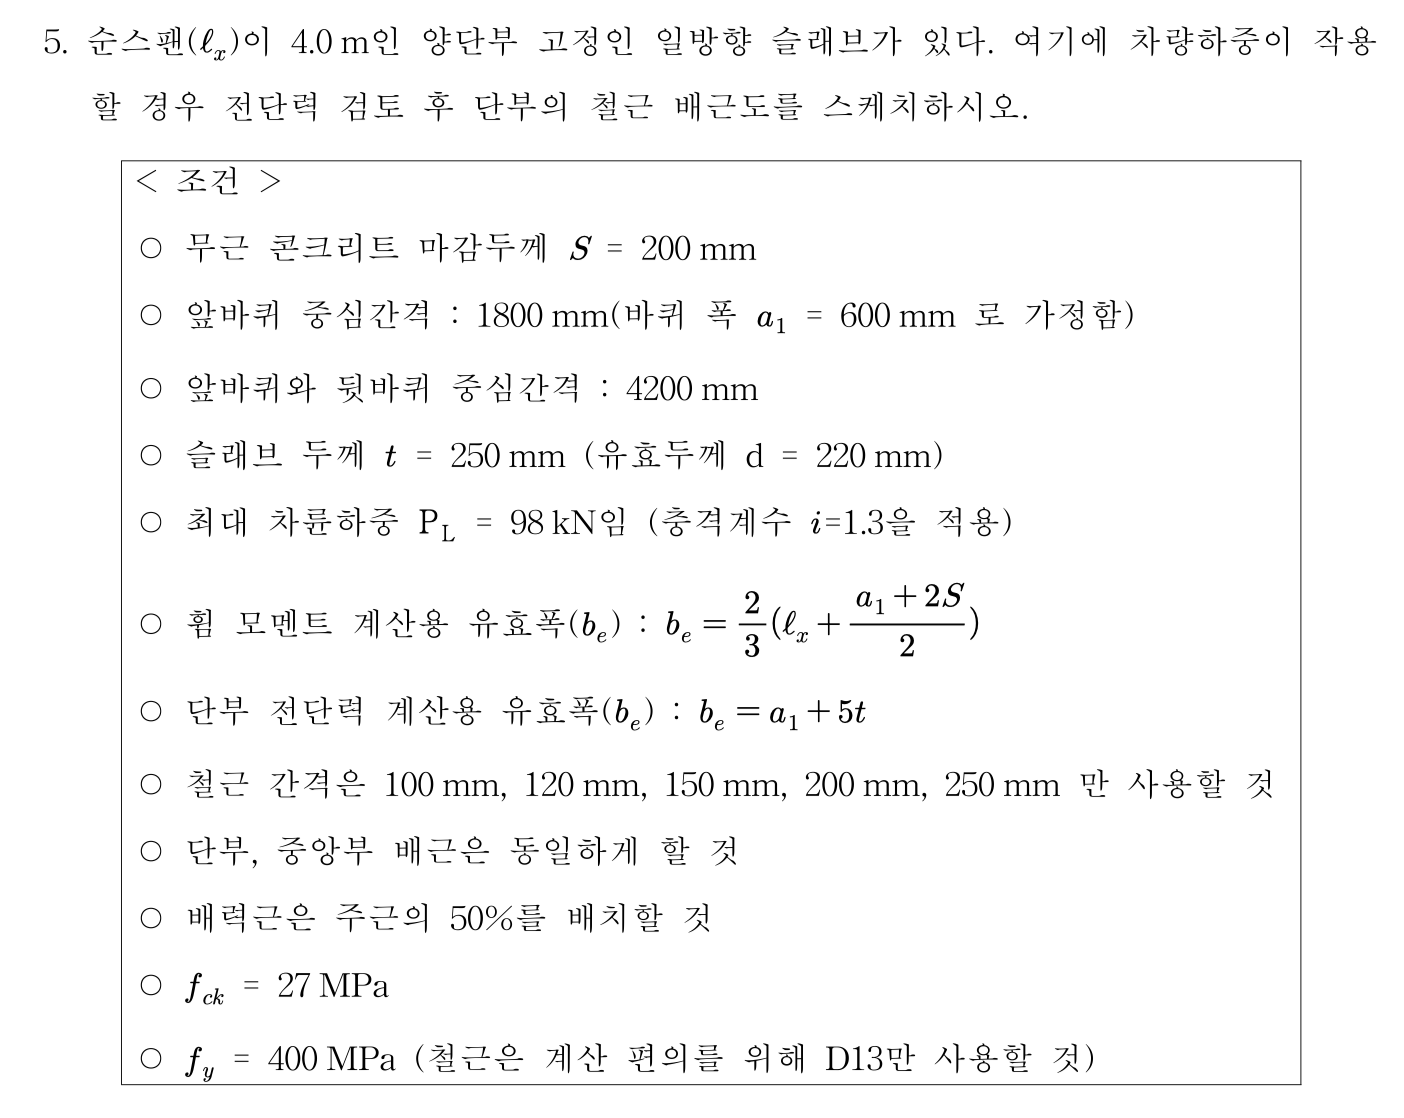 5. 순스팬(ℓx)이 4.0 m인 양단부 고정인 일방향 슬래브가 있다. 여기에 차량하중이 작용
할 경우 전단력 검토 후 단부의 철근 배근도를 스케치하시오.
< 조건 >
○ 무근 콘크리트 마감두께 S = 200 mm
○ 앞바퀴 중심간격 : 1800 mm(바퀴 폭 a₁ = 600 mm 로 가정함)
○ 앞바퀴와 뒷바퀴 중심간격 : 4200 mm
○ 슬래브 두께 t = 250 mm (유효두께 d = 220 mm)
○ 최대 차륜하중 P_L = 98 kN임 (충격계수 i=1.3을 적용)
○ 휨 모멘트 계산용 유효폭(b_e) : b_e = 2/3(ℓx + (a₁+2S)/2)
○ 단부 전단력 계산용 유효폭(b_e) : b_e = a₁+5t
○ 철근 간격은 100 mm, 120 mm, 150 mm, 200 mm, 250 mm 만 사용할 것
○ 단부, 중앙부 배근은 동일하게 할 것
○ 배력근은 주근의 50%를 배치할 것
○ f_ck = 27 MPa
○ f_y = 400 MPa (철근은 계산 편의를 위해 D13만 사용할 것)